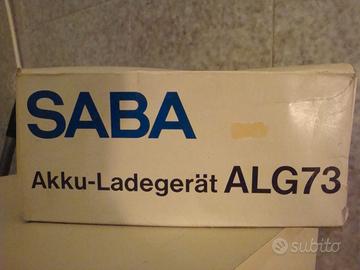 SABA
Akku-Ladegerät ALG73
subito